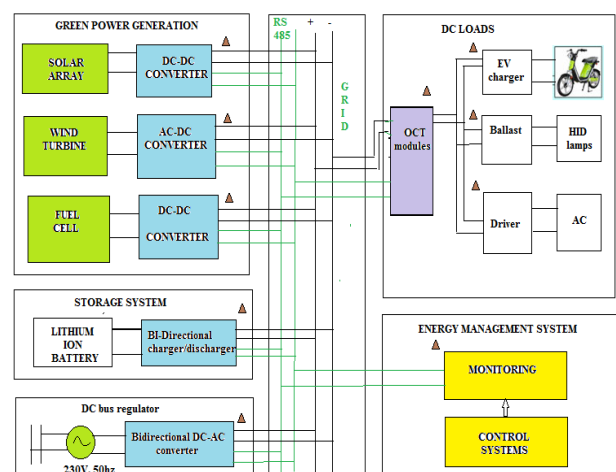 GREEN POWER GENERATION
SOLAR
ARRAY
DC-DC
CONVERTER
WIND
TURBINE
AC-DC
CONVERTER
FUEL
CELL
DC-DC
CONVERTER
STORAGE SYSTEM
LITHIUM
ION
BATTERY
BI-Directional
charger/discharger
DC bus regulator
230V, 50hz
Bidirectional DC-AC
converter
RS
485
+
-
G
R
I
D
DC LOADS
OCT
modules
EV
charger
Ballast
HID
lamps
Driver
AC
ENERGY MANAGEMENT SYSTEM
MONITORING
CONTROL
SYSTEMS